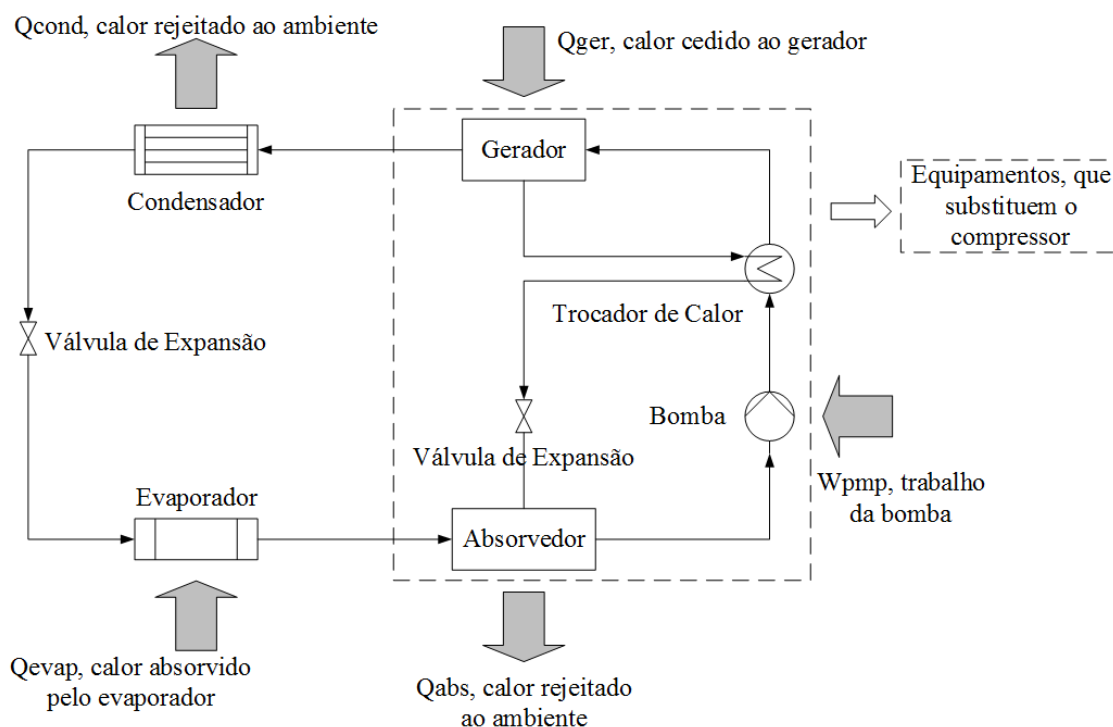 Qcond, calor rejeitado ao ambiente
Qger, calor cedido ao gerador
Gerador
Condensador
Equipamentos, que
substituem o
compressor
Trocador de Calor
Válvula de Expansão
Bomba
Válvula de Expansão
Wpmp, trabalho
da bomba
Evaporador
Absorvedor
Qevap, calor absorvido
pelo evaporador
Qabs, calor rejeitado
ao ambiente